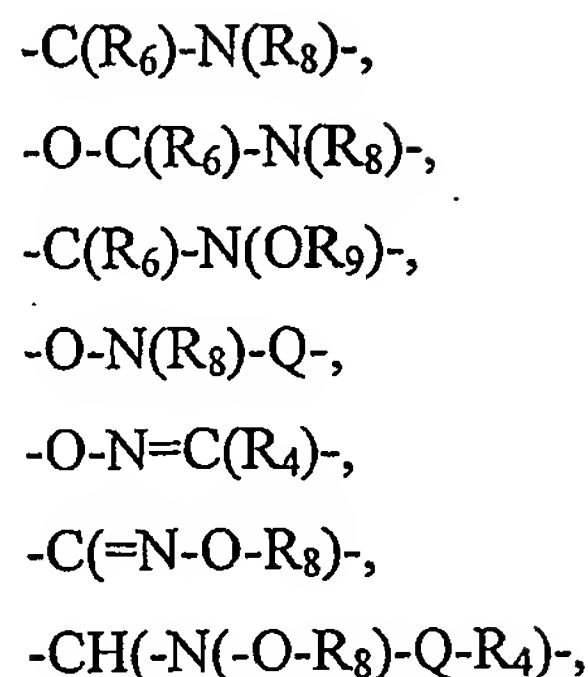 -C(R₆)-N(R₈)-,
-O-C(R₆)-N(R₈)-,
-C(R₆)-N(OR₉)-,
-O-N(R₈)-Q-,
-O-N=C(R₄)-,
-C(=N-O-R₈)-,
-CH(-N(-O-R₈)-Q-R₄)-,